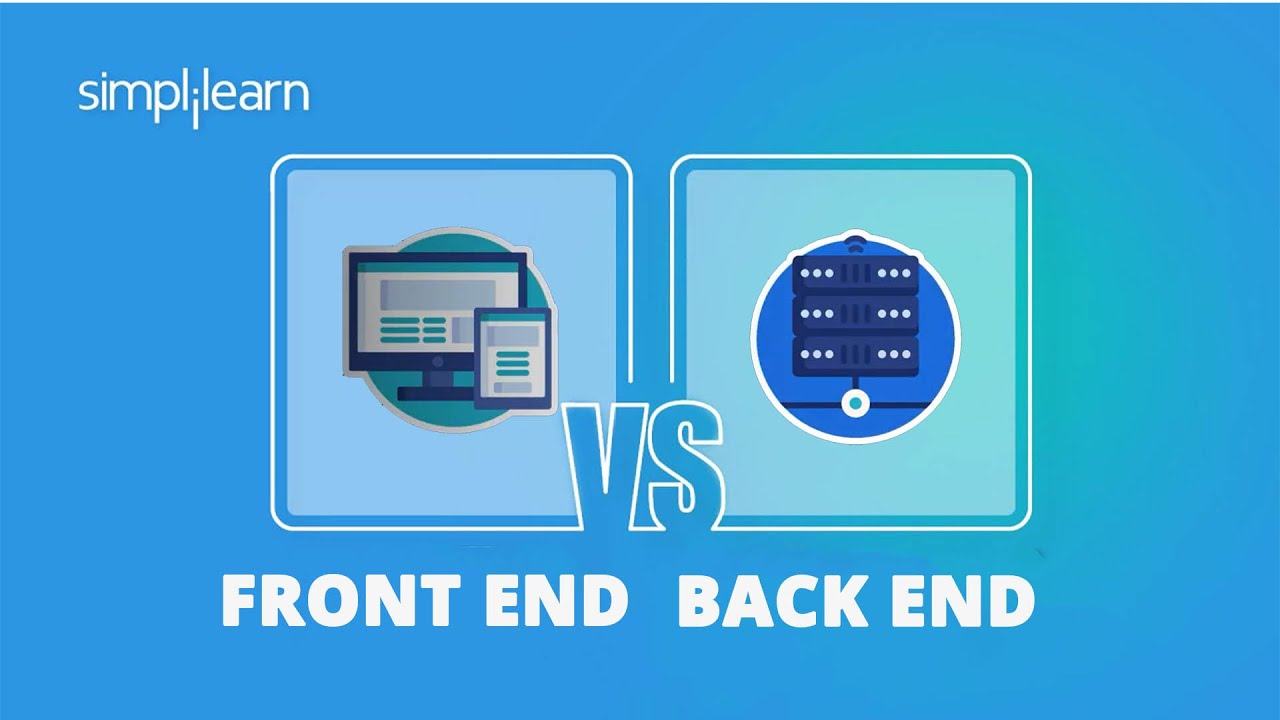 simplilearn
VS
FRONT END BACK END